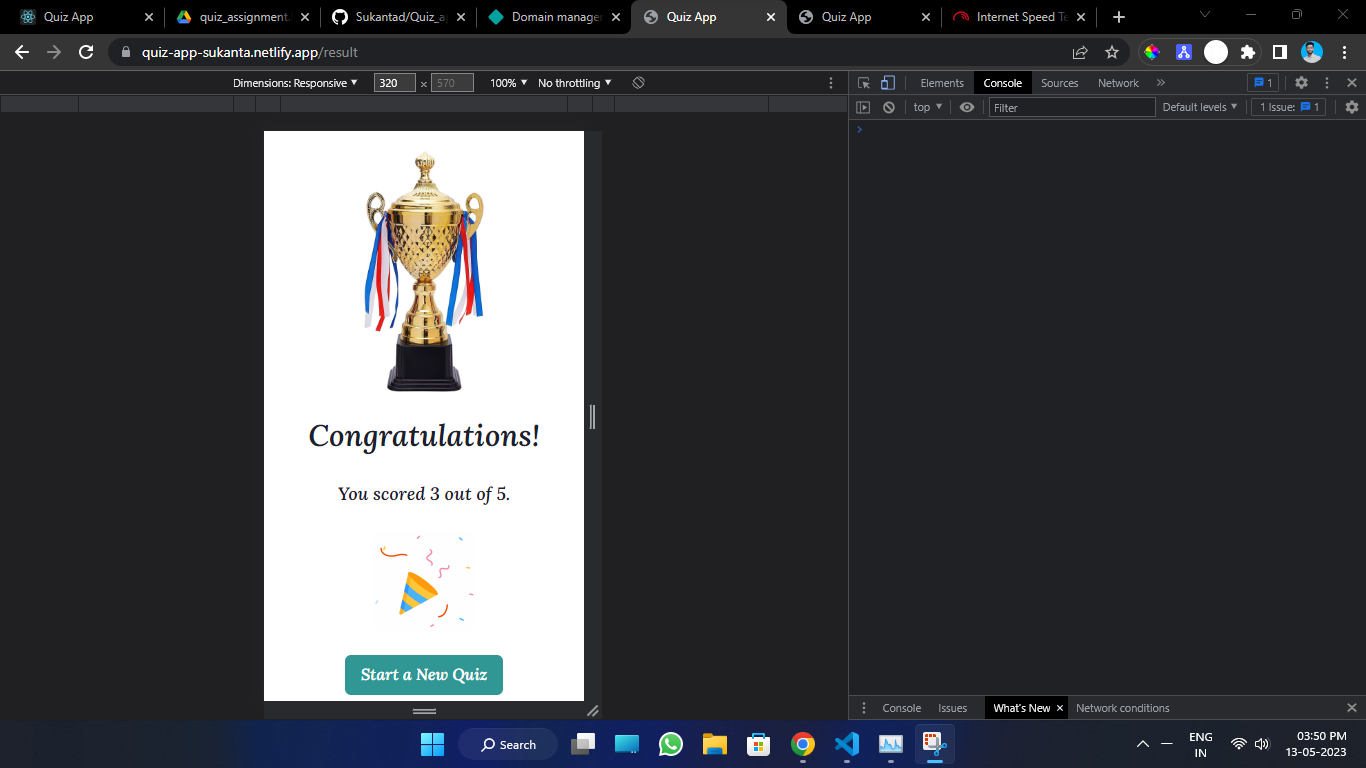 Quiz App
quiz_assignment.
Sukantad/Quiz_a
Domain manage
Quiz App
Quiz App
Internet Speed Te
quiz-app-sukanta.netlify.app/result
Dimensions: Responsive ▼ 320 × 570 100% ▼ No throttling ▼
Elements Console Sources Network » 1
top ▼ Filter Default levels ▼ 1 Issue: 1
Congratulations!
You scored 3 out of 5.
Start a New Quiz
Console Issues What's New × Network conditions
Search
ENG
IN
03:50 PM
13-05-2023